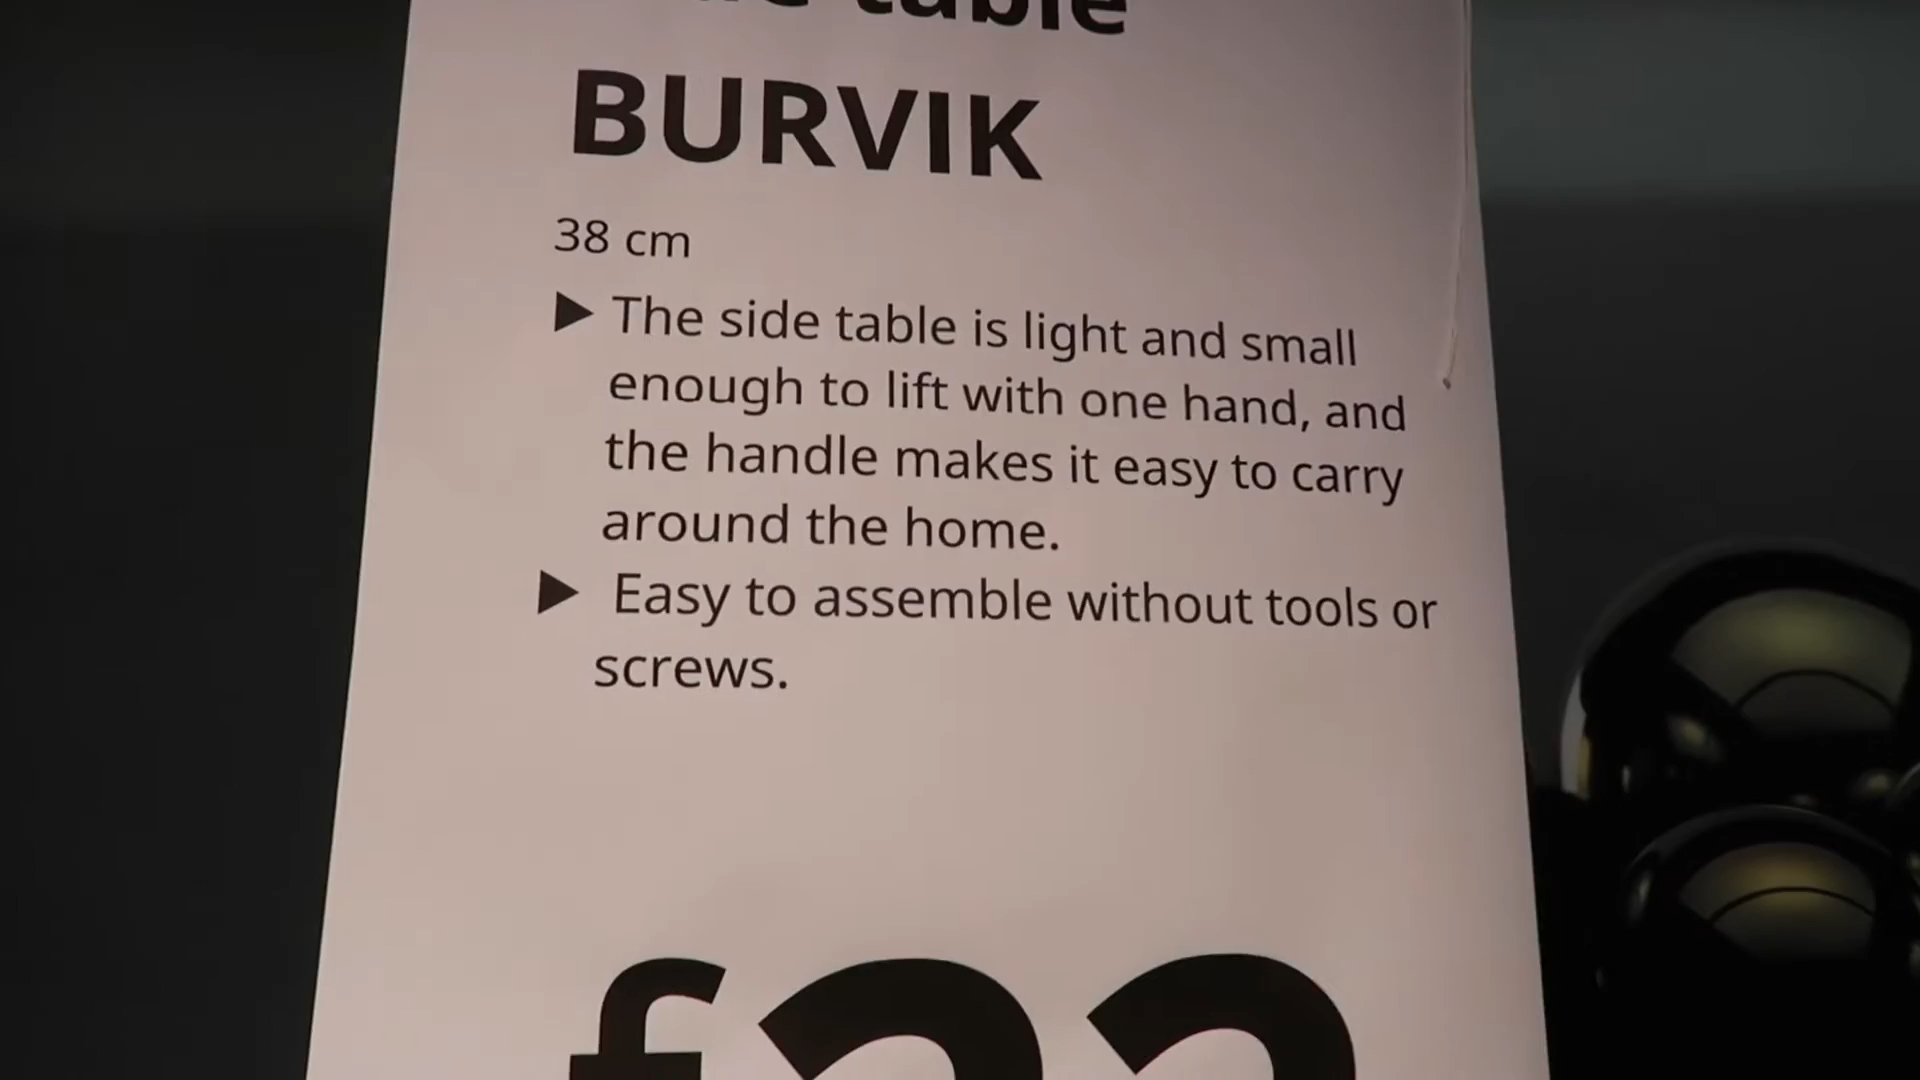 table
BURVIK
38 cm
▶ The side table is light and small
enough to lift with one hand, and
the handle makes it easy to carry
around the home.
▶ Easy to assemble without tools or
screws.
£